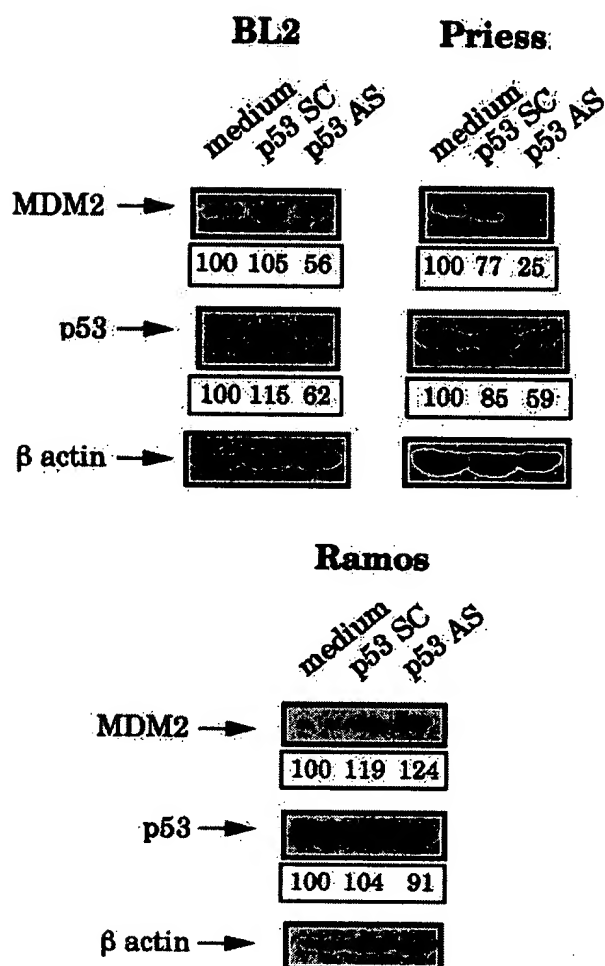 BL2 Priess
medium p53 SC p53 AS medium p53 SC p53 AS
MDM2
100 105 56 100 77 25
p53
100 115 62 100 85 59
β actin
Ramos
medium p53 SC p53 AS
MDM2
100 119 124
p53
100 104 91
β actin